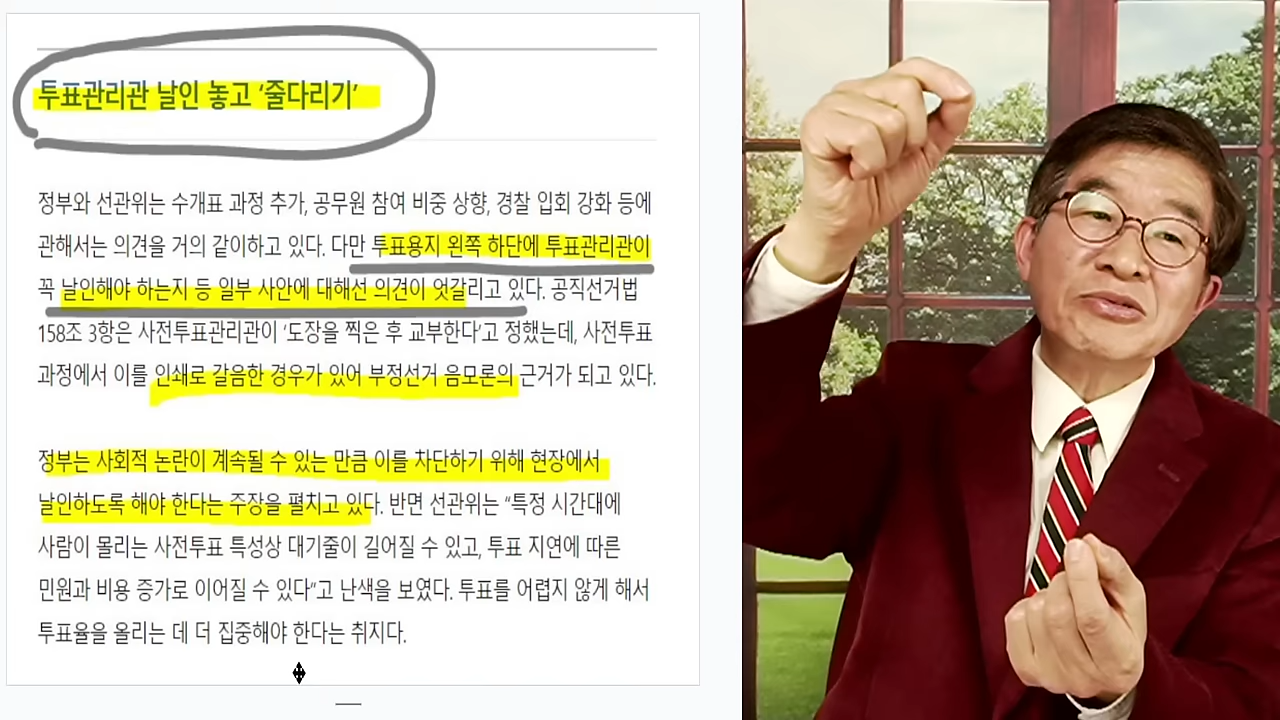 투표관리관 날인 놓고 ‘줄다리기’
정부와 선관위는 수개표 과정 추가, 공무원 참여 비중 상향, 경찰 입회 강화 등에
관해서는 의견을 거의 같이하고 있다. 다만 투표용지 왼쪽 하단에 투표관리관이
꼭 날인해야 하는지 등 일부 사안에 대해선 의견이 엇갈리고 있다. 공직선거법
158조 3항은 사전투표관리관이 ‘도장을 찍은 후 교부한다’고 정했는데, 사전투표
과정에서 이를 인쇄로 갈음한 경우가 있어 부정선거 음모론의 근거가 되고 있다.
정부는 사회적 논란이 계속될 수 있는 만큼 이를 차단하기 위해 현장에서
날인하도록 해야 한다는 주장을 펼치고 있다. 반면 선관위는 “특정 시간대에
사람이 몰리는 사전투표 특성상 대기줄이 길어질 수 있고, 투표 지연에 따른
민원과 비용 증가로 이어질 수 있다”고 난색을 보였다. 투표를 어렵지 않게 해서
투표율을 올리는 데 더 집중해야 한다는 취지다.